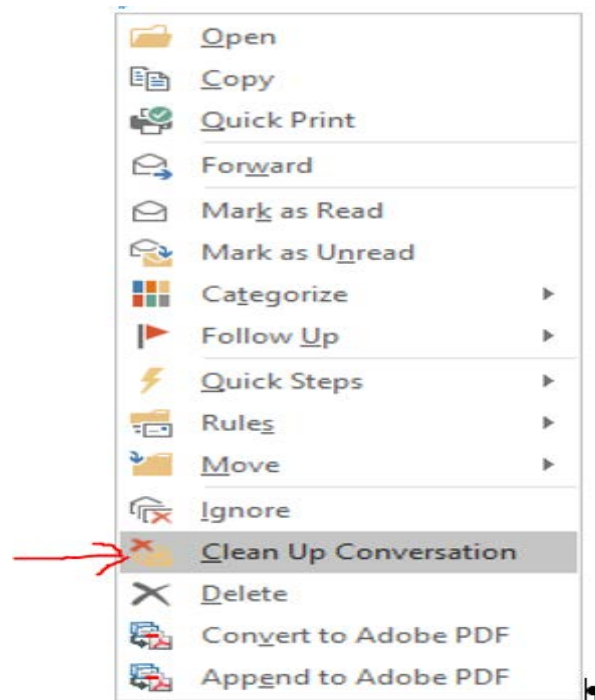 Open
Copy
Quick Print
Forward
Mark as Read
Mark as Unread
Categorize
Follow Up
Quick Steps
Rules
Move
Ignore
Clean Up Conversation
Delete
Convert to Adobe PDF
Append to Adobe PDF